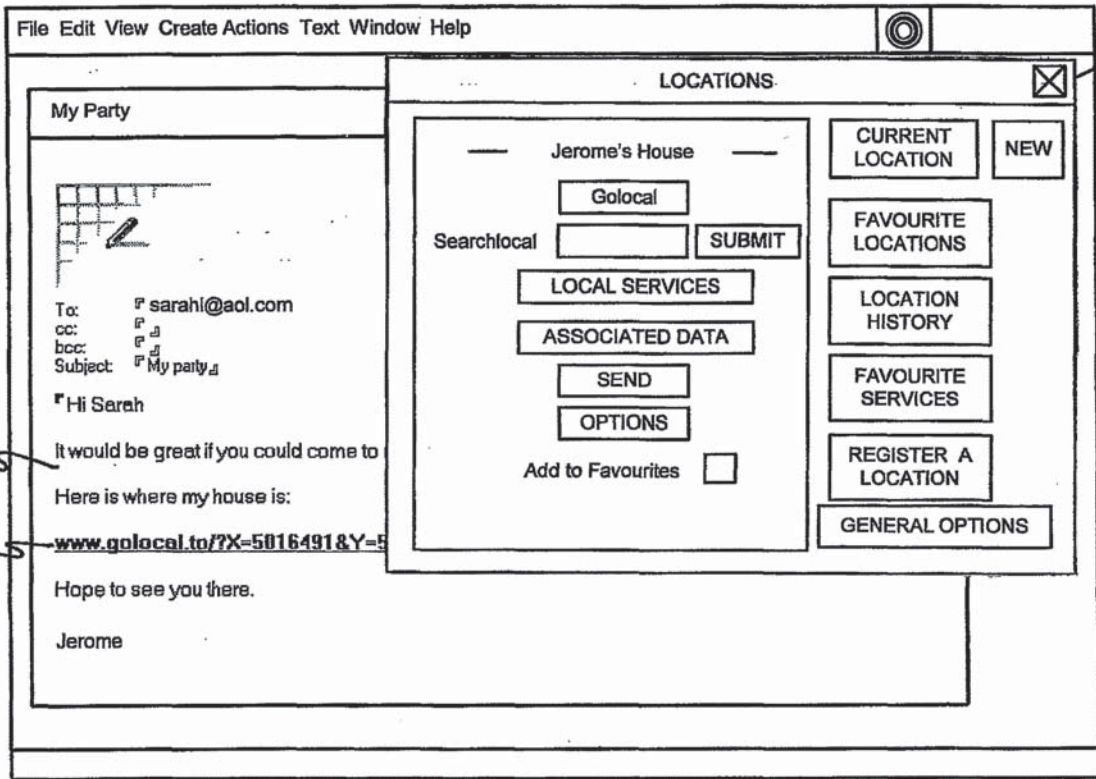 File Edit View Create Actions Text Window Help
My Party
To: sarahl@aol.com
cc:
bcc:
Subject: My party
Hi Sarah
It would be great if you could come to
Here is where my house is:
www.golocal.to/?X=5016491&Y=5
Hope to see you there.
Jerome
LOCATIONS
Jerome's House
Golocal
Searchlocal
SUBMIT
LOCAL SERVICES
ASSOCIATED DATA
SEND
OPTIONS
Add to Favourites
CURRENT
LOCATION
NEW
FAVOURITE
LOCATIONS
LOCATION
HISTORY
FAVOURITE
SERVICES
REGISTER A
LOCATION
GENERAL OPTIONS